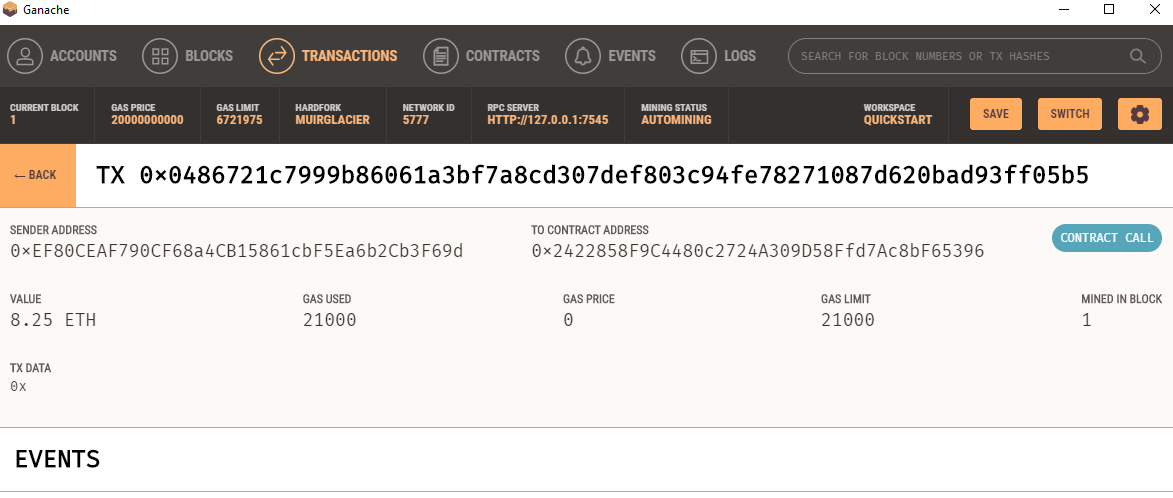 Ganache
ACCOUNTS BLOCKS TRANSACTIONS CONTRACTS EVENTS LOGS SEARCH FOR BLOCK NUMBERS OR TX HASHES
CURRENT BLOCK GAS PRICE GAS LIMIT HARDFORK NETWORK ID RPC SERVER MINING STATUS WORKSPACE
1 20000000000 6721975 MUIRGLACIER 5777 HTTP://127.0.0.1:7545 AUTOMINING QUICKSTART SAVE SWITCH
← BACK TX 0×0486721c7999b86061a3bf7a8cd307def803c94fe78271087d620bad93ff05b5
SENDER ADDRESS TO CONTRACT ADDRESS
0×EF80CEAF790CF68a4CB15861cbF5Ea6b2Cb3F69d 0×2422858F9C4480c2724A309D58Ffd7Ac8bF65396 CONTRACT CALL
VALUE GAS USED GAS PRICE GAS LIMIT MINED IN BLOCK
8.25 ETH 21000 0 21000 1
TX DATA
0x
EVENTS